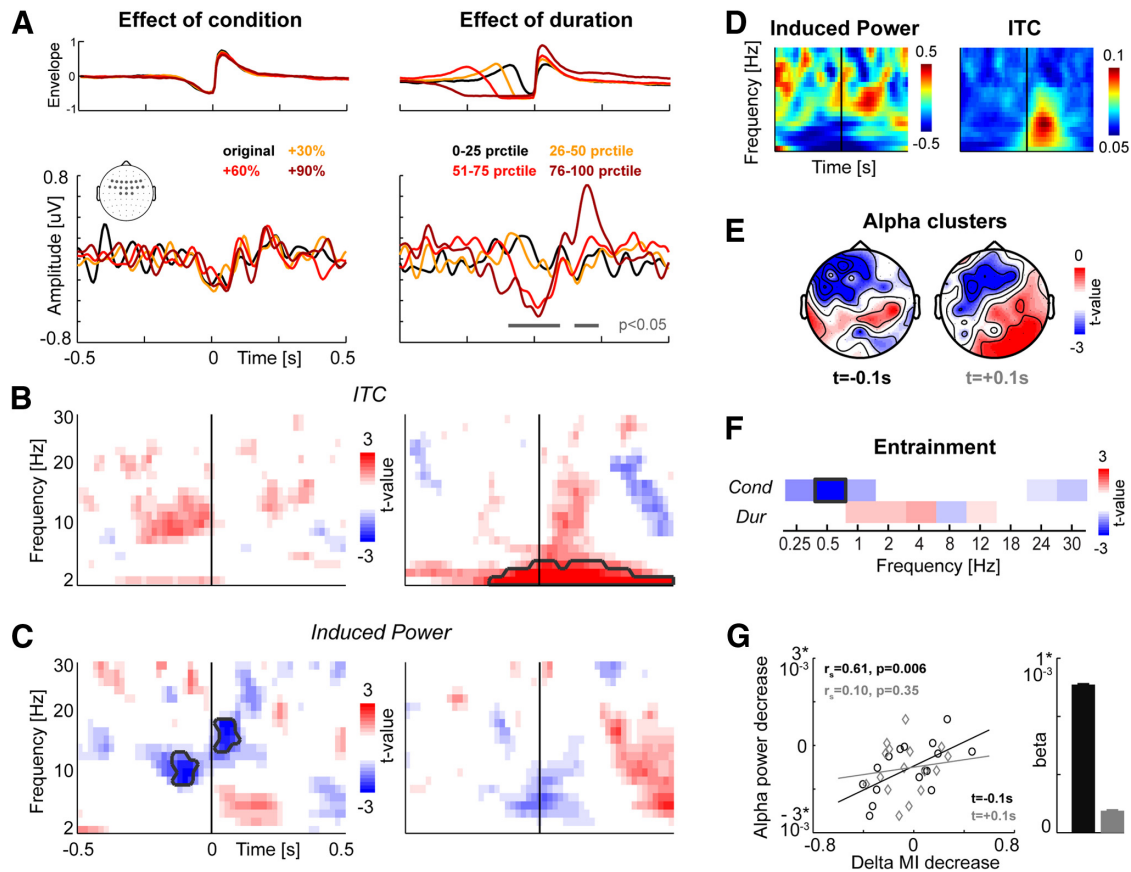 A
Effect of condition
Effect of duration
Envelope
1
0
-1
original +30%
+60% +90%
0-25 prctile 26-50 prctile
51-75 prctile 76-100 prctile
Amplitude [uV]
0.8
-0.8
p<0.05
-0.5 0 Time [s] 0.5
B
ITC
Frequency [Hz]
30
20
10
2
3
t-value
-3
C
Induced Power
Frequency [Hz]
30
20
10
2
3
t-value
-3
-0.5 0 Time [s] 0.5
D
Induced Power
ITC
Frequency [Hz]
Time [s]
0.5
-0.5
0.1
0.05
E
Alpha clusters
0
t-value
-3
t=-0.1s
t=+0.1s
F
Entrainment
Cond
Dur
0.25 0.5 1 2 4 8 12 18 24 30
Frequency [Hz]
3
t-value
-3
G
Alpha power decrease
3*
10-3
0
- 3*
10-3
rs=0.61, p=0.006
rs=0.10, p=0.35
t=-0.1s
t=+0.1s
-0.8 0 0.8
Delta MI decrease
1*
10-3
beta
0